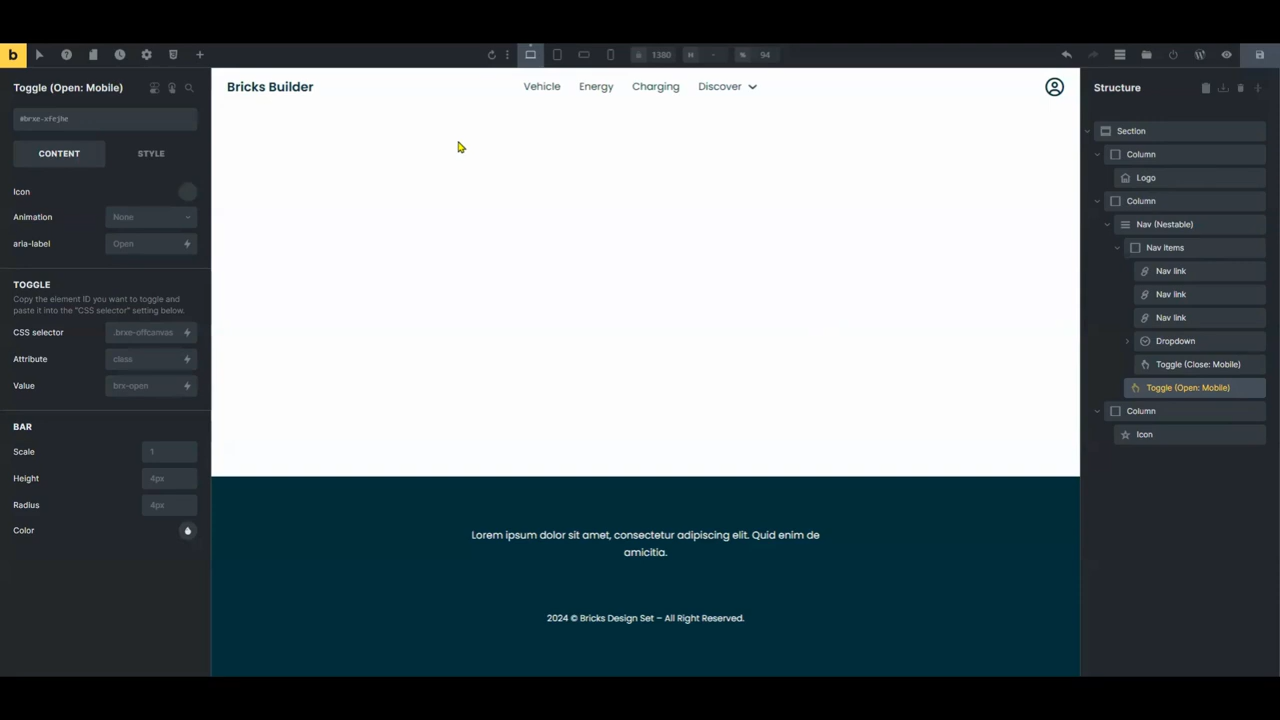 b
1380
-
%
94
Toggle (Open: Mobile)
#brxe-xfejhe
CONTENT
STYLE
Icon
Animation
None
aria-label
Open
TOGGLE
Copy the element ID you want to toggle and
paste it into the "CSS selector" setting below.
CSS selector
.brxe-offcanvas
Attribute
class
Value
brx-open
BAR
Scale
1
Height
4px
Radius
4px
Color
Bricks Builder
Vehicle
Energy
Charging
Discover
Lorem ipsum dolor sit amet, consectetur adipiscing elit. Quid enim de
amicitia.
2024 © Bricks Design Set – All Right Reserved.
Structure
Section
Column
Logo
Column
Nav (Nestable)
Nav items
Nav link
Nav link
Nav link
Dropdown
Toggle (Close: Mobile)
Toggle (Open: Mobile)
Column
Icon